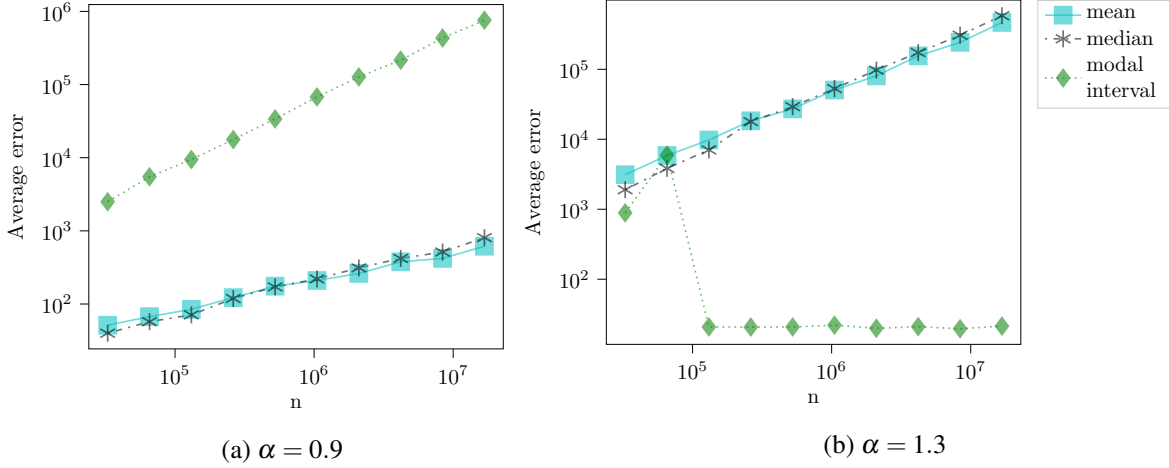 10^6
10^5
10^4
10^3
10^2
Average error
10^5
10^6
10^7
n
(a) α = 0.9
10^5
10^4
10^3
10^2
Average error
10^5
10^6
10^7
n
(b) α = 1.3
mean
median
modal
interval